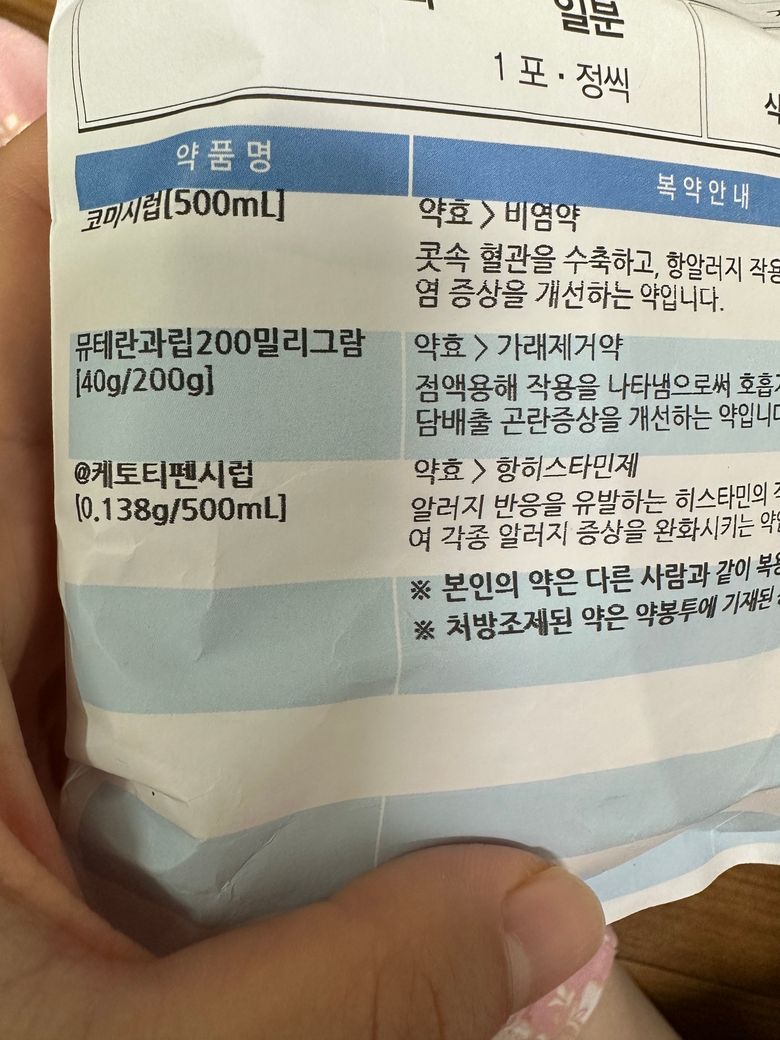 일분
1 포 · 정씩
약 품 명
복 약 안 내
코미시럽[500mL]
약효 > 비염약
콧속 혈관을 수축하고, 항알러지 작용
염 증상을 개선하는 약입니다.
뮤테란과립200밀리그람
[40g/200g]
약효 > 가래제거약
점액용해 작용을 나타냄으로써 호흡
담배출 곤란증상을 개선하는 약입니다
@케토티펜시럽
[0.138g/500mL]
약효 > 항히스타민제
알러지 반응을 유발하는 히스타민의
여 각종 알러지 증상을 완화시키는
※ 본인의 약은 다른 사람과 같이
※ 처방조제된 약은 약봉투에 기재된